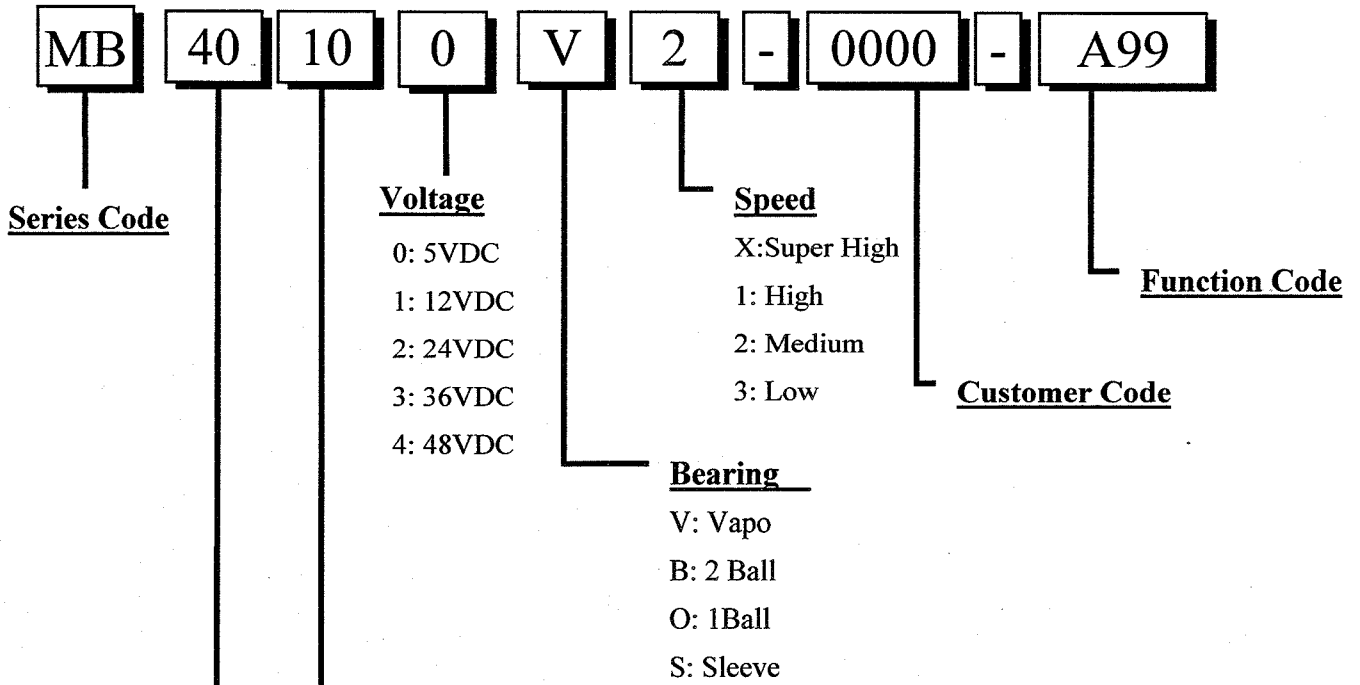 MB 40 10 0 V 2 - 0000 - A99
Series Code
Voltage
0: 5VDC
1: 12VDC
2: 24VDC
3: 36VDC
4: 48VDC
Speed
X:Super High
1: High
2: Medium
3: Low
Function Code
Customer Code
Bearing
V: Vapo
B: 2 Ball
O: 1Ball
S: Sleeve